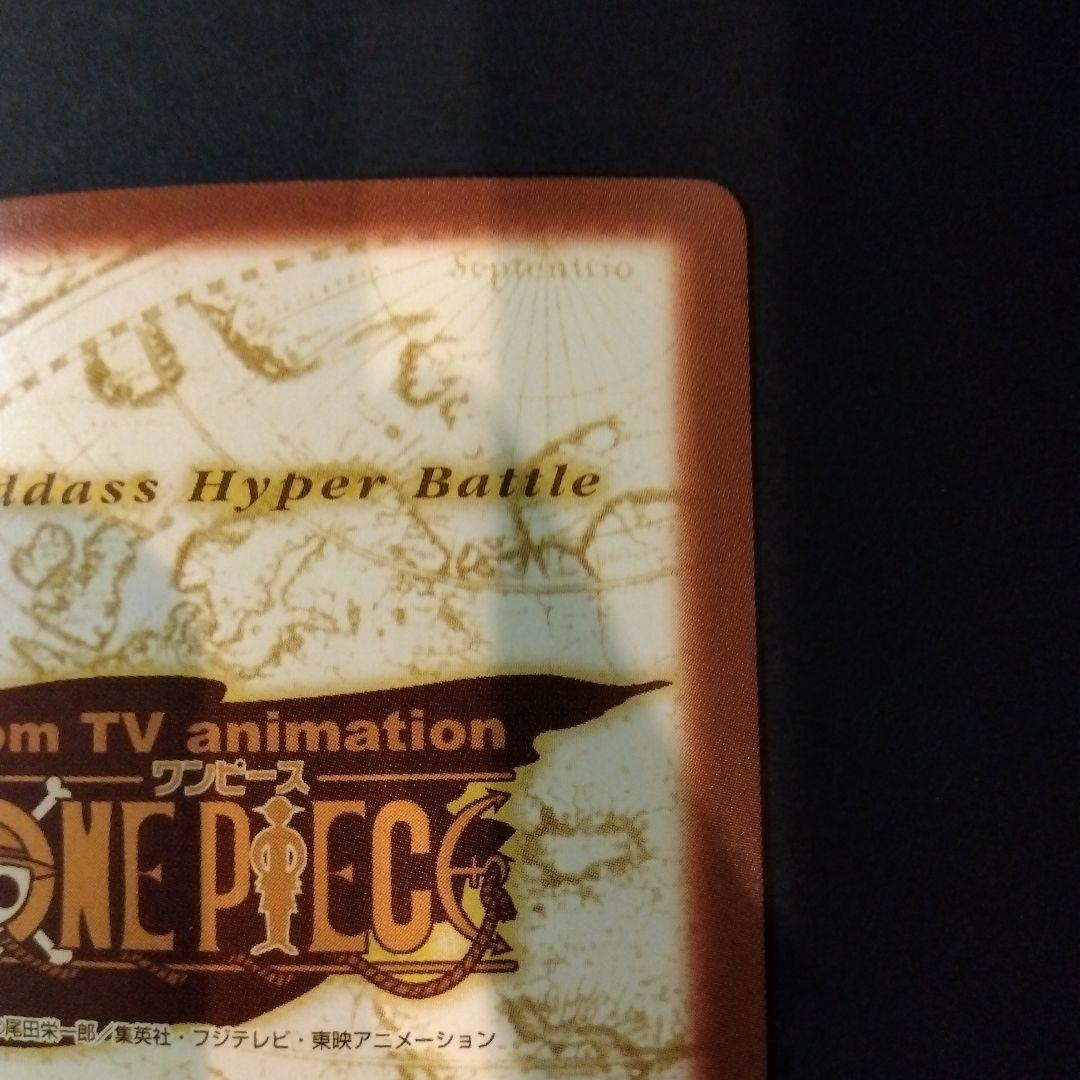 Septentrio
ddass Hyper Battle
om TV animation
ワンピース
ONE PIECE
©尾田栄一郎／集英社・フジテレビ・東映アニメーション